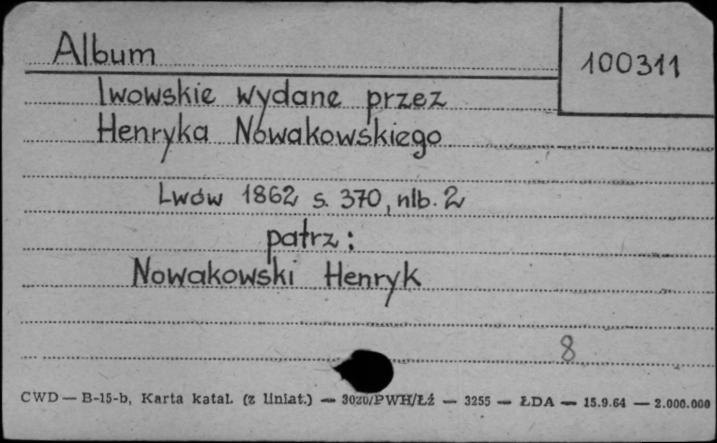 Album
100311
lwowskie wydane przez
Henryka Nowakowskiego
Lwów 1862 s. 370, nlb. 2
patrz:
Nowakowski Henryk
8
CWD — B-15-b, Karta katal. (z liniat.) — 3020/PWH/Łź — 3255 — ŁDA — 15.9.64 — 2.000.000